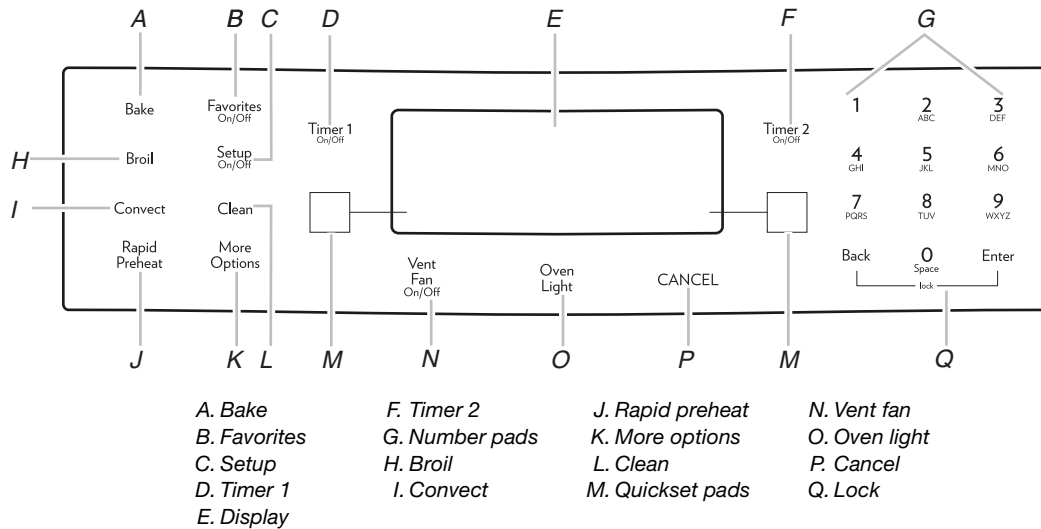 A B C D E F G
Bake
Favorites
On/Off
Timer 1
On/Off
Timer 2
On/Off
1 2 3
ABC DEF
H
Broil
Setup
On/Off
4 5 6
GHI JKL MNO
I
Convect
Clean
7 8 9
PQRS TUV WXYZ
Rapid
Preheat
More
Options
Vent
Fan
On/Off
Oven
Light
CANCEL
Back 0 Enter
Space
lock
J K L M N O P M Q
A. Bake
B. Favorites
C. Setup
D. Timer 1
E. Display
F. Timer 2
G. Number pads
H. Broil
I. Convect
J. Rapid preheat
K. More options
L. Clean
M. Quickset pads
N. Vent fan
O. Oven light
P. Cancel
Q. Lock